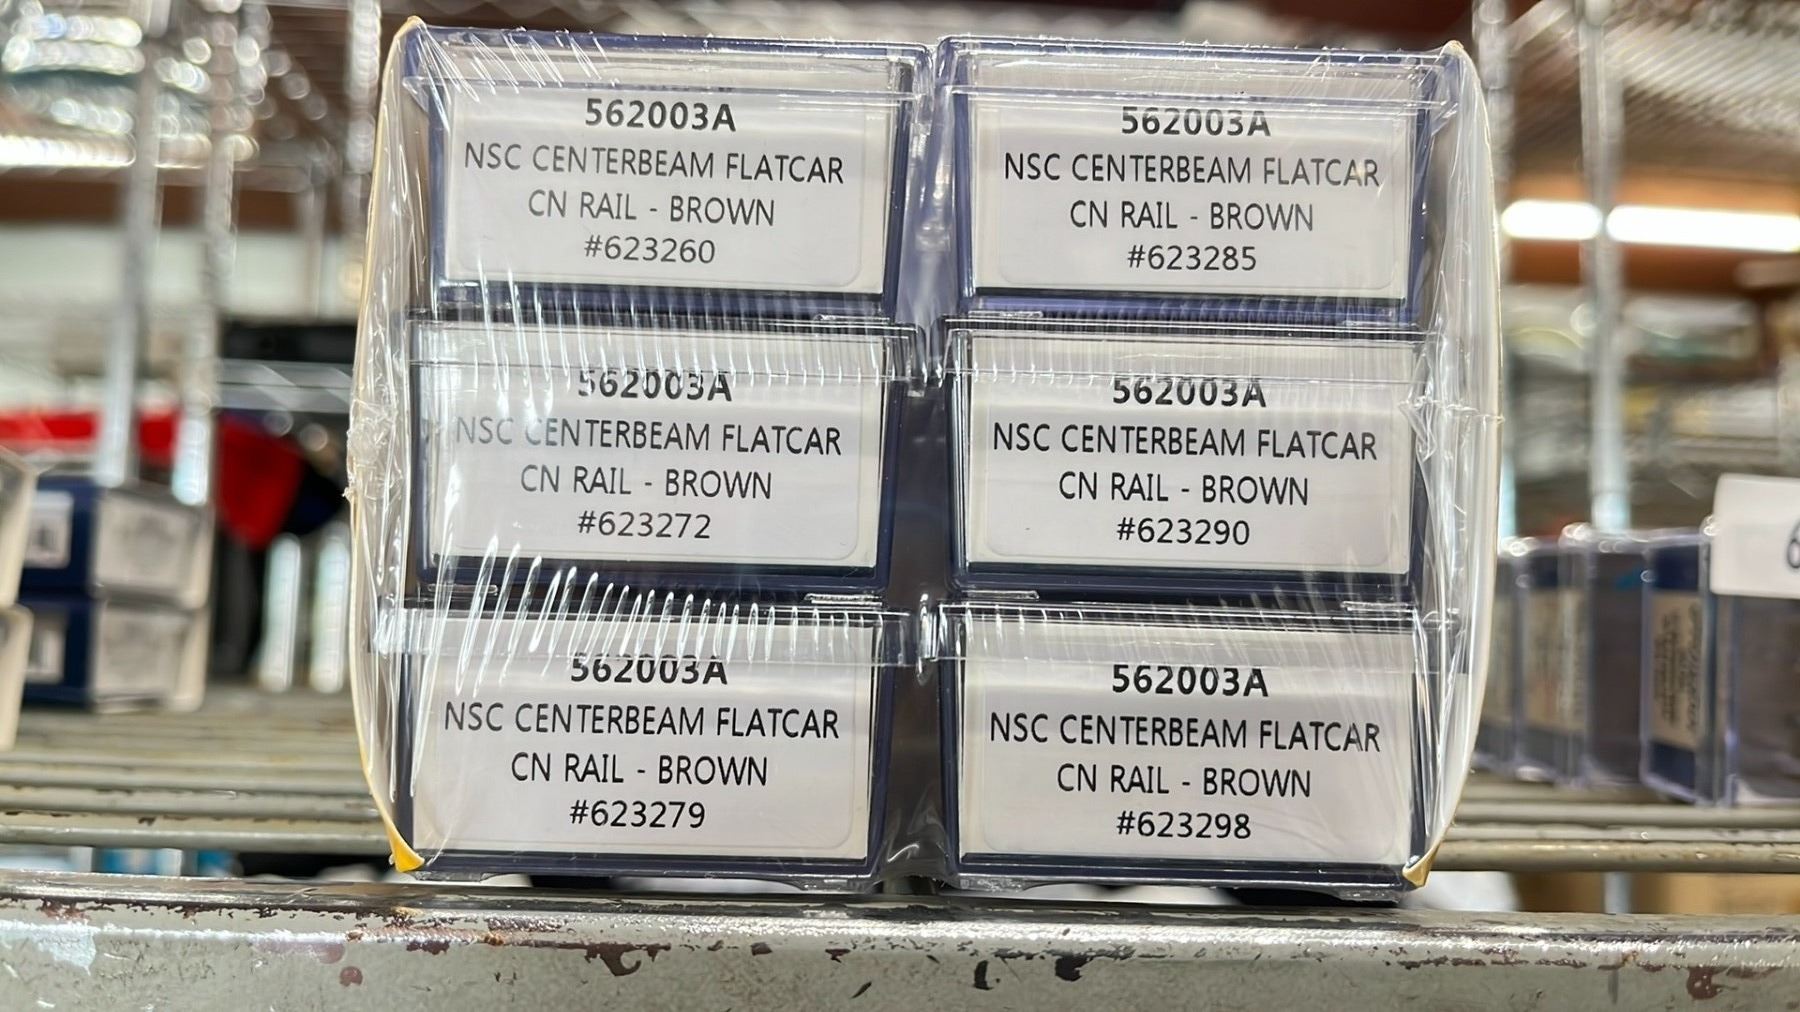 562003A
NSC CENTERBEAM FLATCAR
CN RAIL - BROWN
#623260
562003A
NSC CENTERBEAM FLATCAR
CN RAIL - BROWN
#623285
562003A
NSC CENTERBEAM FLATCAR
CN RAIL - BROWN
#623272
562003A
NSC CENTERBEAM FLATCAR
CN RAIL - BROWN
#623290
562003A
NSC CENTERBEAM FLATCAR
CN RAIL - BROWN
#623279
562003A
NSC CENTERBEAM FLATCAR
CN RAIL - BROWN
#623298